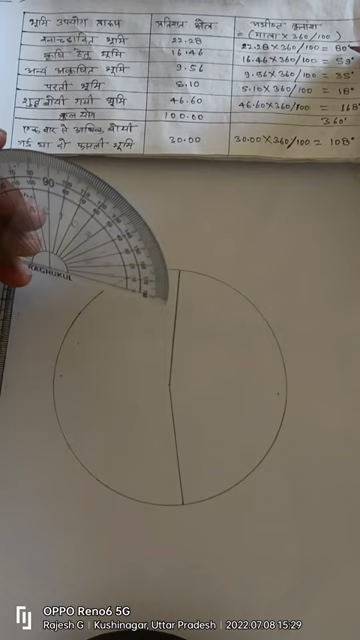 भूमि उपयोग प्रारूप प्रतिशत क्षेत्र अभीष्ट कुनांश
= (मात्रा × 360/100)
वनाच्छादित भूमि 22.28 22.28 × 360/100 = 80°
कृषि हेतु भूमि 16.46 16.46 × 360/100 = 59°
अन्य अकृषित भूमि 9.56 9.56 × 360/100 = 35°
परती भूमि 5.10 5.10 × 360/100 = 18°
शुद्ध बोयी गयी भूमि 46.60 46.60 × 360/100 = 168°
कुल योग 100.00 360°
एक बार से अधिक बोयी
गई या दो फसली भूमि 30.00 30.00 × 360/100 = 108°
90
RAGHUKUL
OPPO Reno6 5G
Rajesh G | Kushinagar, Uttar Pradesh | 2022.07.08 15:29